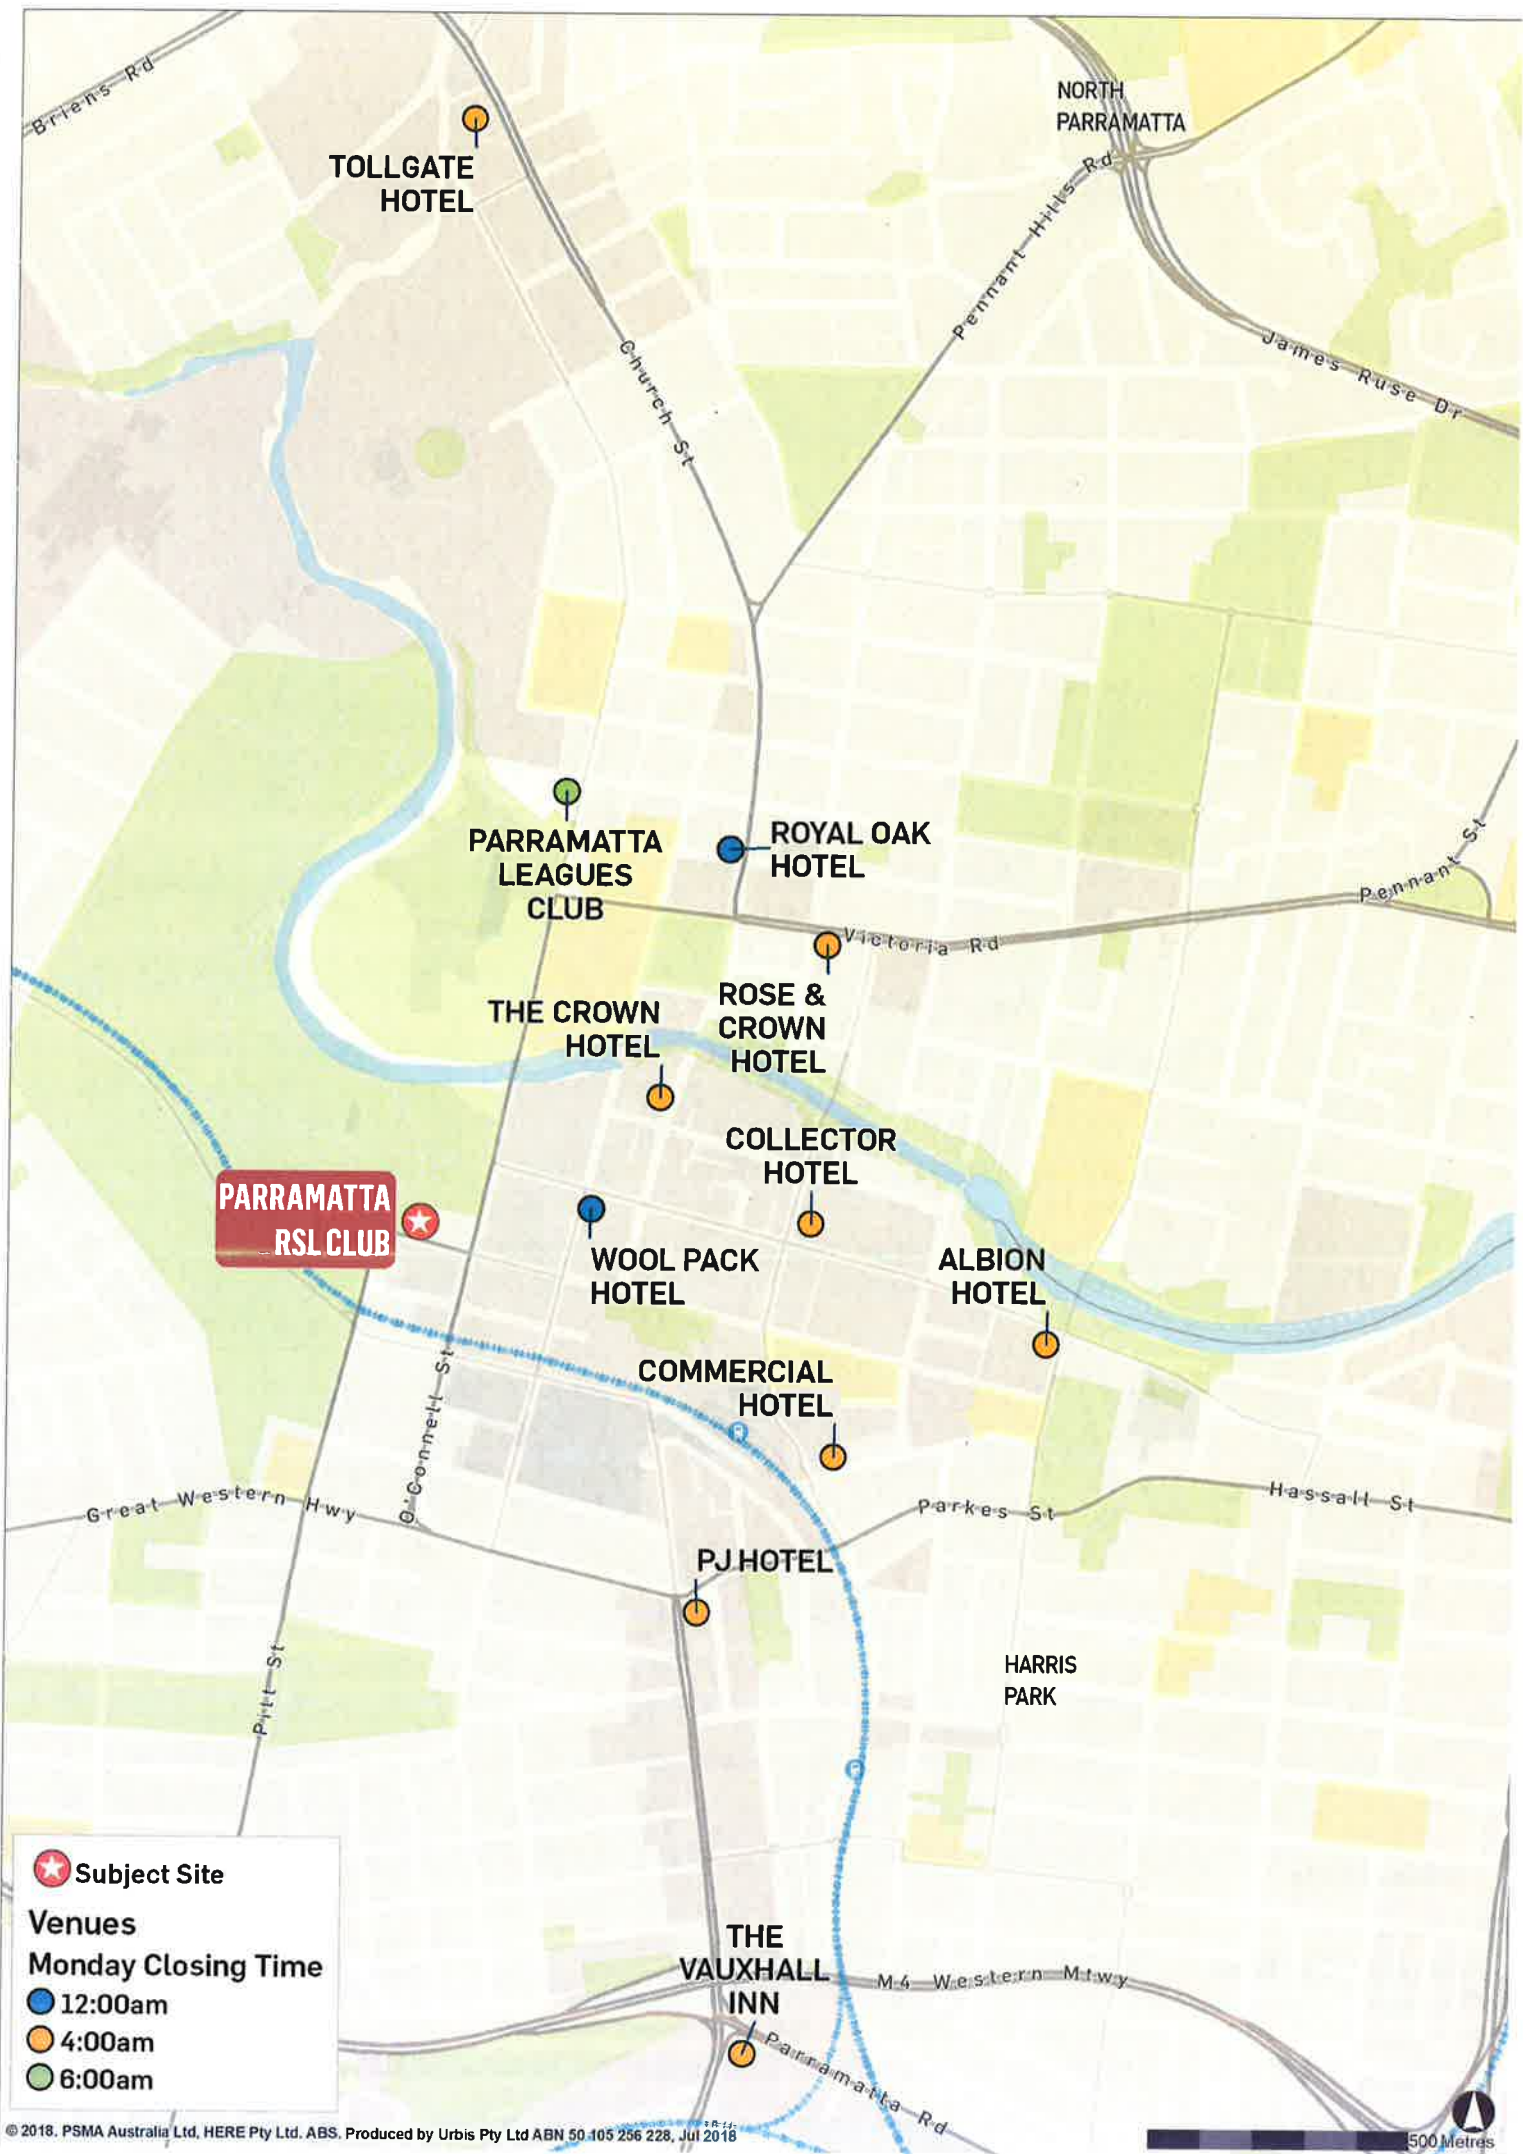 Briens Rd
NORTH
PARRAMATTA
TOLLGATE
HOTEL
Pennant Hills Rd
Church St
James Ruse Dr
PARRAMATTA
LEAGUES
CLUB
ROYAL OAK
HOTEL
Pennant St
Victoria Rd
THE CROWN
HOTEL
ROSE &
CROWN
HOTEL
COLLECTOR
HOTEL
PARRAMATTA
RSL CLUB
WOOL PACK
HOTEL
ALBION
HOTEL
COMMERCIAL
HOTEL
O'Connell St
Great Western Hwy
Parkes St
Hassall St
PJ HOTEL
Pitt St
HARRIS
PARK
Subject Site
Venues
Monday Closing Time
12:00am
4:00am
6:00am
THE
VAUXHALL
INN
M4 Western Mtwy
Parramatta Rd
© 2018. PSMA Australia Ltd, HERE Pty Ltd. ABS. Produced by Urbis Pty Ltd ABN 50 105 256 228, Jul 2018
500 Metres